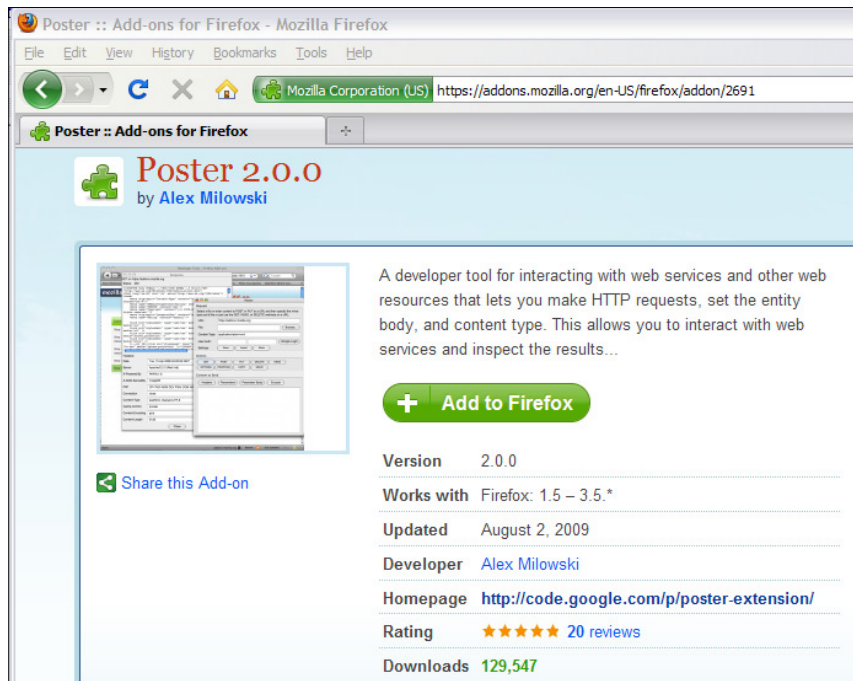 Poster :: Add-ons for Firefox - Mozilla Firefox
File Edit View History Bookmarks Tools Help
Mozilla Corporation (US) https://addons.mozilla.org/en-US/firefox/addon/2691
Poster :: Add-ons for Firefox
Poster 2.0.0
by Alex Milowski
A developer tool for interacting with web services and other web
resources that lets you make HTTP requests, set the entity
body, and content type. This allows you to interact with web
services and inspect the results...
Add to Firefox
Share this Add-on
Version 2.0.0
Works with Firefox: 1.5 – 3.5.*
Updated August 2, 2009
Developer Alex Milowski
Homepage http://code.google.com/p/poster-extension/
Rating 20 reviews
Downloads 129,547